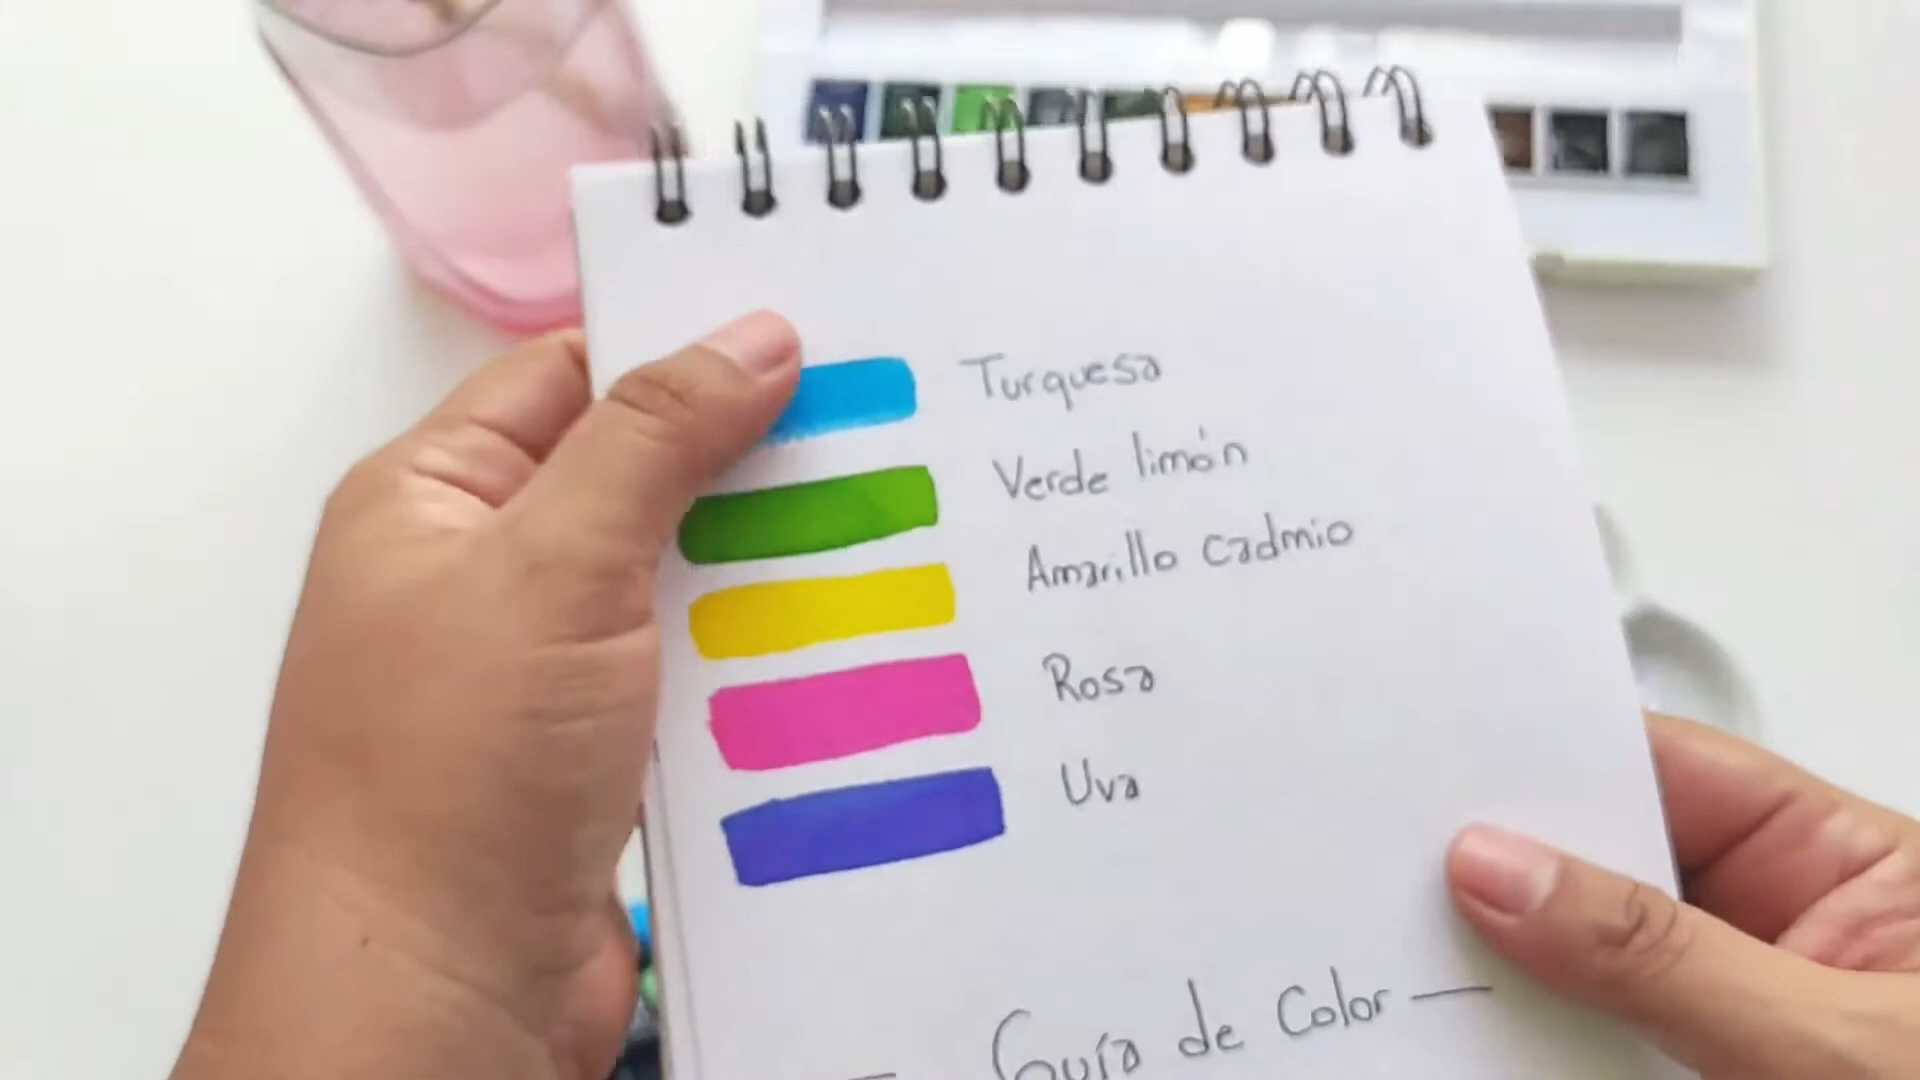 Turquesa
Verde limón
Amarillo cadmio
Rosa
Uva
— Guía de Color —